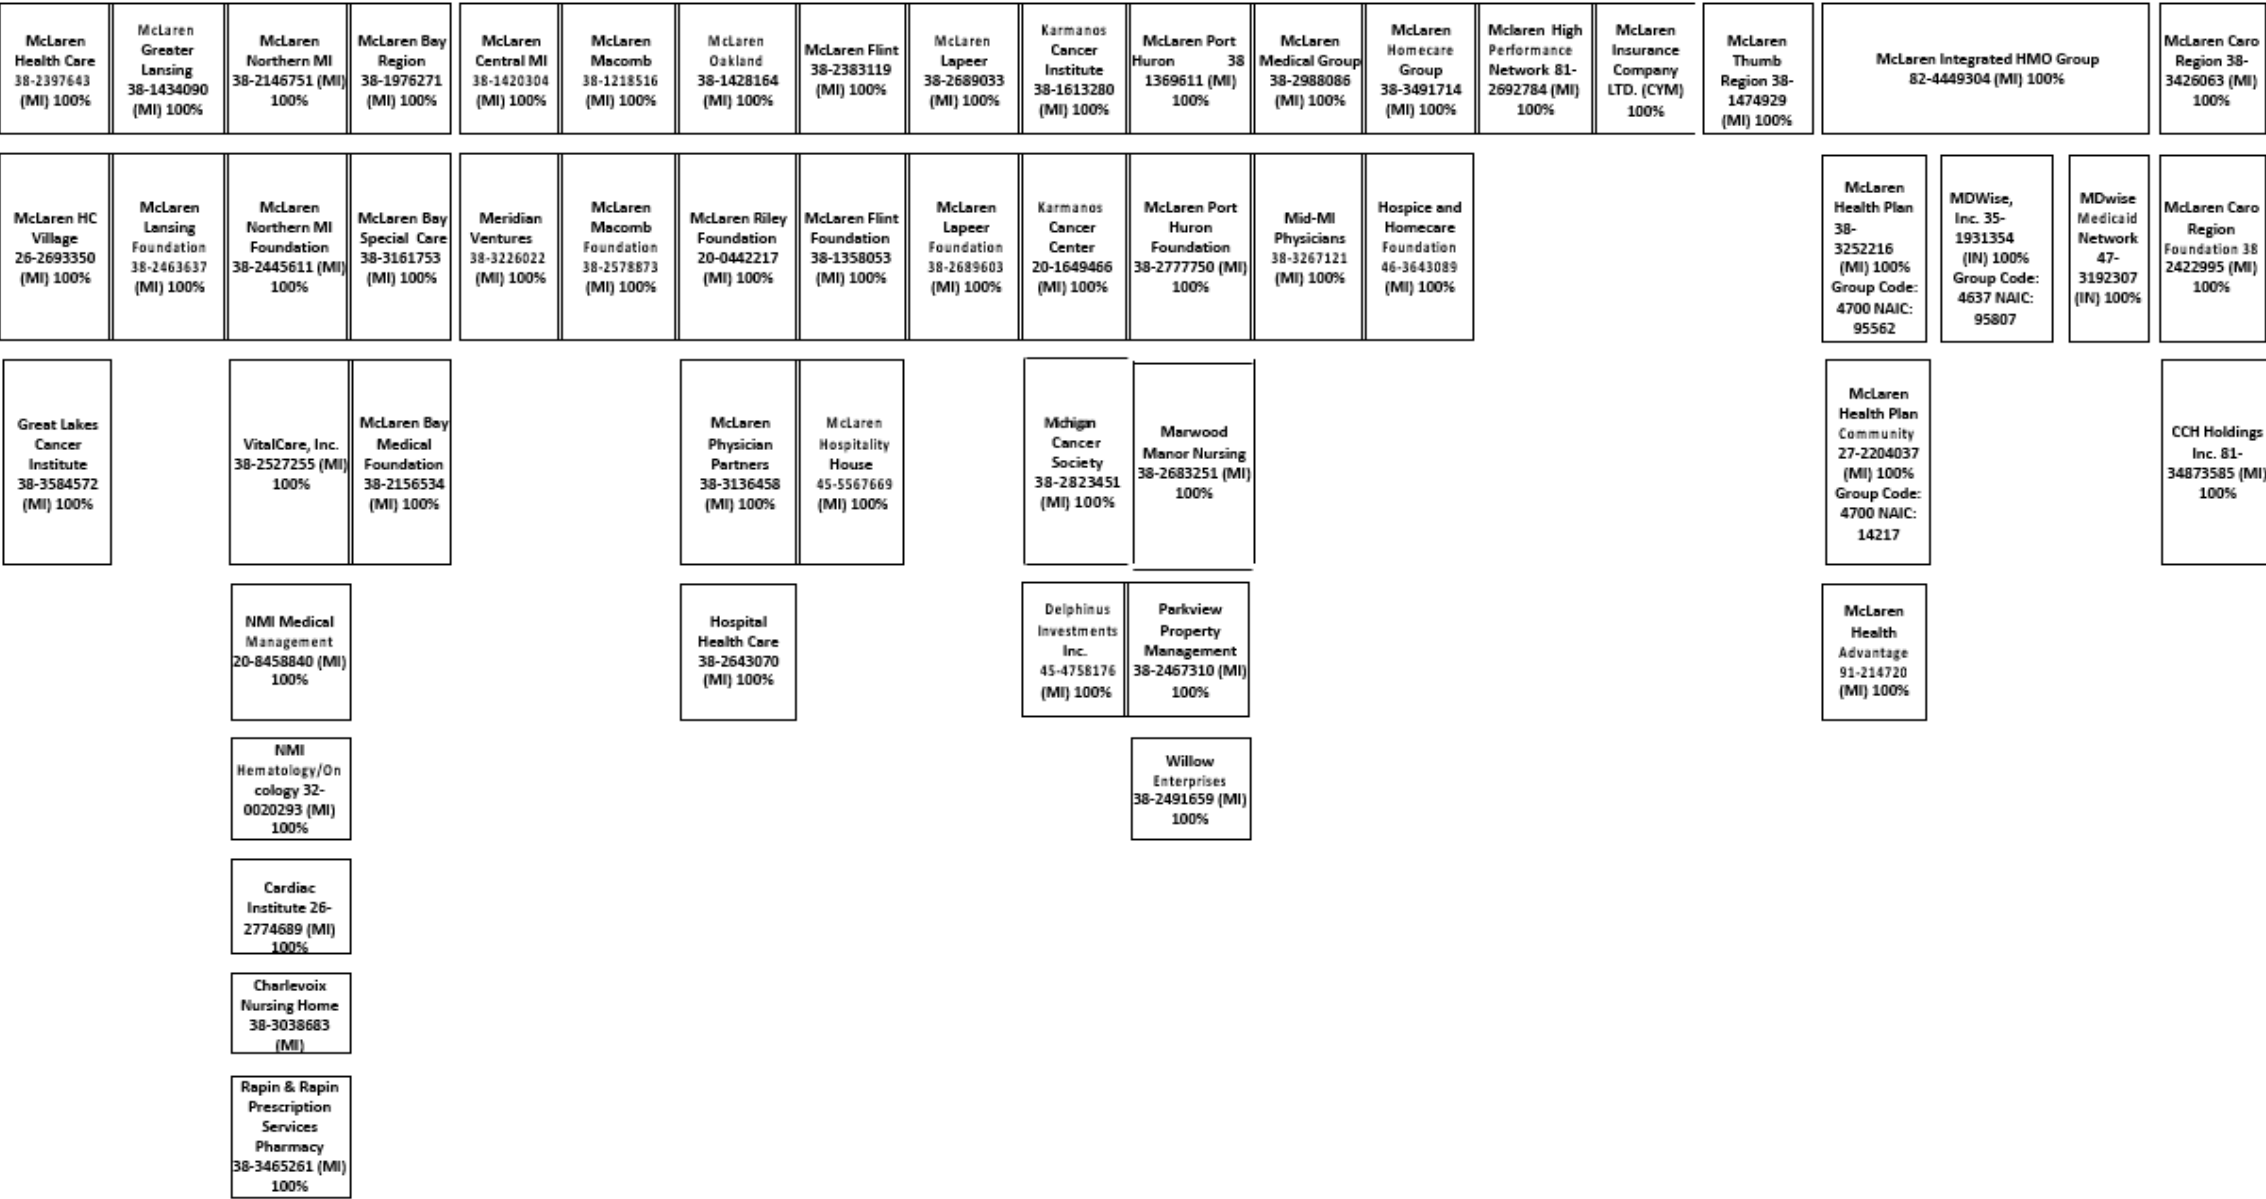 McLaren
Health Care
38-2397643
(MI) 100%
McLaren
Greater
Lansing
38-1434090
(MI) 100%
McLaren
Northern MI
38-2146751 (MI)
100%
McLaren Bay
Region
38-1976271
(MI) 100%
McLaren
Central MI
38-1420304
(MI) 100%
McLaren
Macomb
38-1218516
(MI) 100%
McLaren
Oakland
38-1428164
(MI) 100%
McLaren Flint
38-2383119
(MI) 100%
McLaren
Lapeer
38-2689033
(MI) 100%
Karmanos
Cancer
Institute
38-1613280
(MI) 100%
McLaren Port
Huron 38
1369611 (MI)
100%
McLaren
Medical Group
38-2988086
(MI) 100%
McLaren
Homecare
Group
38-3491714
(MI) 100%
Mclaren High
Performance
Network 81-
2692784 (MI)
100%
McLaren
Insurance
Company
LTD. (CYM)
100%
McLaren
Thumb
Region 38-
1474929
(MI) 100%
McLaren Integrated HMO Group
82-4449304 (MI) 100%
McLaren Caro
Region 38-
3426063 (MI)
100%
McLaren HC
Village
26-2693350
(MI) 100%
McLaren
Lansing
Foundation
38-2463637
(MI) 100%
McLaren
Northern MI
Foundation
38-2445611 (MI)
100%
McLaren Bay
Special Care
38-3161753
(MI) 100%
Meridian
Ventures
38-3226022
(MI) 100%
McLaren
Macomb
Foundation
38-2578873
(MI) 100%
McLaren Riley
Foundation
20-0442217
(MI) 100%
McLaren Flint
Foundation
38-1358053
(MI) 100%
McLaren
Lapeer
Foundation
38-2689603
(MI) 100%
Karmanos
Cancer
Center
20-1649466
(MI) 100%
McLaren Port
Huron
Foundation
38-2777750 (MI)
100%
Mid-MI
Physicians
38-3267121
(MI) 100%
Hospice and
Homecare
Foundation
46-3643089
(MI) 100%
McLaren
Health Plan
38-
3252216
(MI) 100%
Group Code:
4700 NAIC:
95562
MDWise,
Inc. 35-
1931354
(IN) 100%
Group Code:
4637 NAIC:
95807
MDwise
Medicaid
Network
47-
3192307
(IN) 100%
McLaren Caro
Region
Foundation 38
2422995 (MI)
100%
Great Lakes
Cancer
Institute
38-3584572
(MI) 100%
VitalCare, Inc.
38-2527255 (MI)
100%
McLaren Bay
Medical
Foundation
38-2156534
(MI) 100%
McLaren
Physician
Partners
38-3136458
(MI) 100%
McLaren
Hospitality
House
45-5567669
(MI) 100%
Michigan
Cancer
Society
38-2823451
(MI) 100%
Marwood
Manor Nursing
38-2683251 (MI)
100%
McLaren
Health Plan
Community
27-2204037
(MI) 100%
Group Code:
4700 NAIC:
14217
CCH Holdings
Inc. 81-
34873585 (MI)
100%
NMI Medical
Management
20-8458840 (MI)
100%
Hospital
Health Care
38-2643070
(MI) 100%
Delphinus
Investments
Inc.
45-4758176
(MI) 100%
Parkview
Property
Management
38-2467310 (MI)
100%
McLaren
Health
Advantage
91-214720
(MI) 100%
NMI
Hematology/On
cology 32-
0020293 (MI)
100%
Willow
Enterprises
38-2491659 (MI)
100%
Cardiac
Institute 26-
2774689 (MI)
100%
Charlevoix
Nursing Home
38-3038683
(MI)
Rapin & Rapin
Prescription
Services
Pharmacy
38-3465261 (MI)
100%